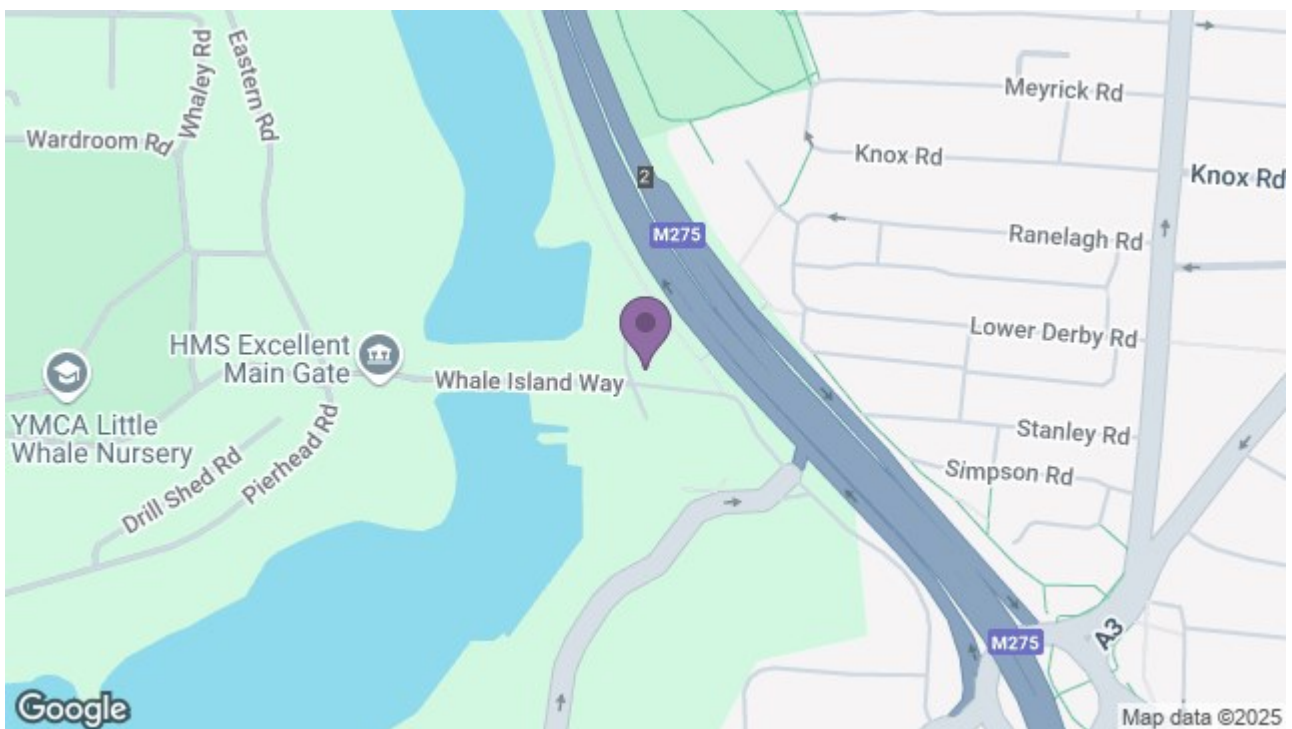 Whaley Rd
Eastern Rd
Wardroom Rd
Meyrick Rd
Knox Rd
Knox Rd
2
M275
Ranelagh Rd
Lower Derby Rd
HMS Excellent
Main Gate
Whale Island Way
YMCA Little
Whale Nursery
Drill Shed Rd
Pierhead Rd
Stanley Rd
Simpson Rd
M275
A3
Google
Map data ©2025